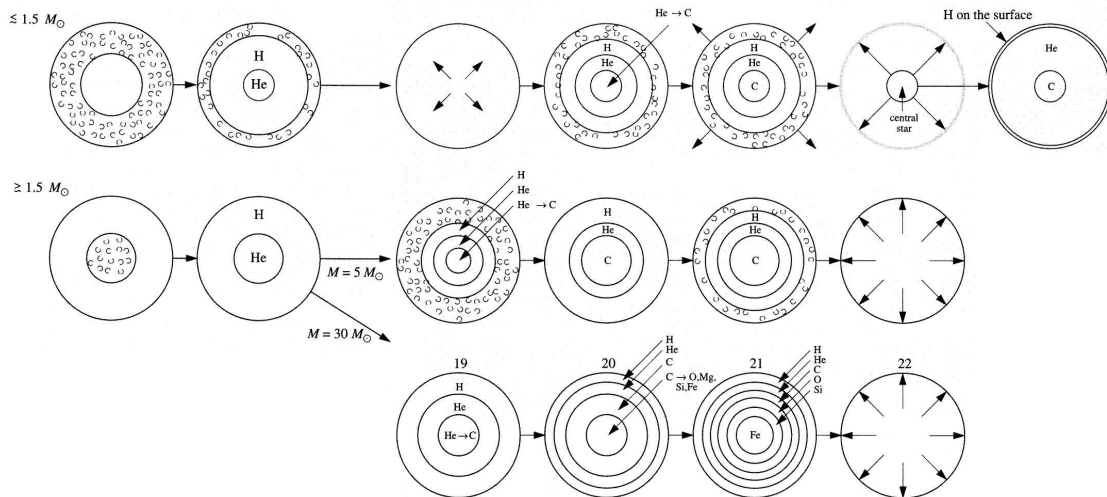 ≲ 1.5 M⊙
H
He
He → C
H
He
H
He
C
central
star
H on the surface
He
C
≳ 1.5 M⊙
H
He
M = 5 M⊙
M = 30 M⊙
H
He
He → C
H
He
C
H
He
C
19
H
He
He→C
20
H
He
C
C → O,Mg,
Si,Fe
21
H
He
C
O
Si
Fe
22